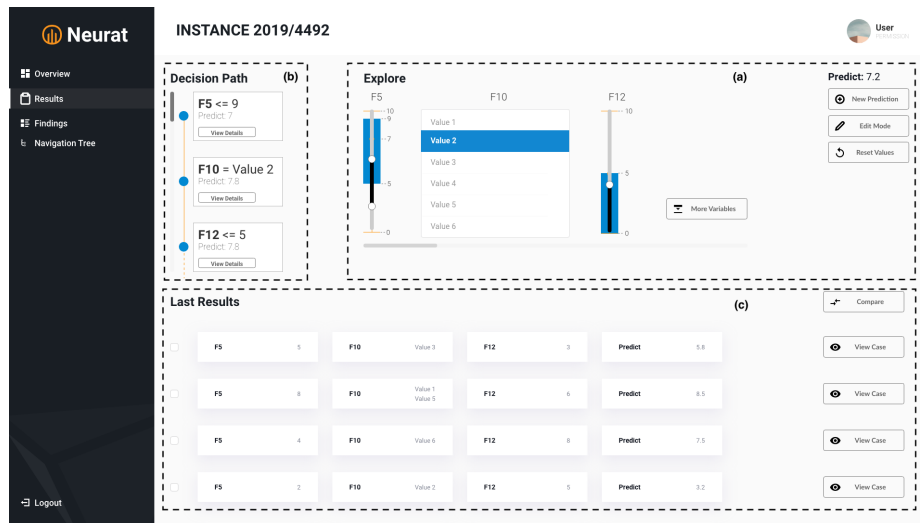 Neurat
INSTANCE 2019/4492
User
PERMISSION
Overview
Results
Findings
Navigation Tree
Logout
Decision Path (b)
F5 <= 9
Predict: 7
View Details
F10 = Value 2
Predict: 7.8
View Details
F12 <= 5
Predict: 7.8
View Details
Explore (a)
F5 F10 F12
10
9
7
5
0
Value 1
Value 2
Value 3
Value 4
Value 5
Value 6
10
5
0
More Variables
Predict: 7.2
New Prediction
Edit Mode
Reset Values
Last Results (c)
Compare
F5 5 F10 Value 3 F12 3 Predict 5.8 View Case
F5 8 F10 Value 1 F12 6 Predict 8.5 View Case
Value 5
F5 4 F10 Value 6 F12 8 Predict 7.5 View Case
F5 2 F10 Value 2 F12 5 Predict 3.2 View Case